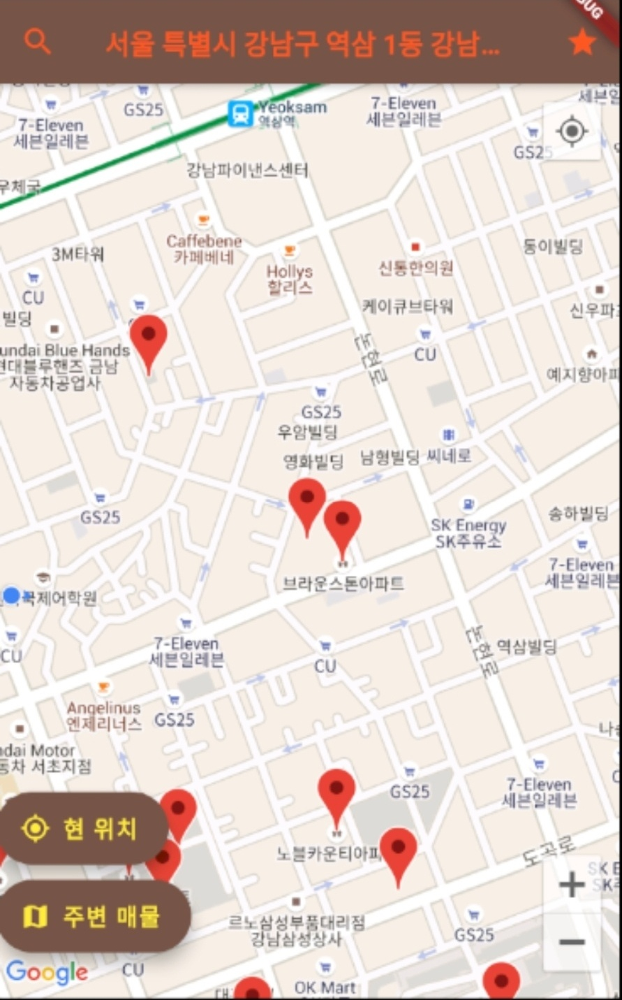 서울 특별시 강남구 역삼 1동 강남...
GS25
Yeoksam
역삼역
7-Eleven
세븐일레븐
7-Eleven
세븐일레븐
GS25
강남파이낸스센터
우체국
Caffebene
카페베네
3M타워
Hollys
할리스
신통한의원
동이빌딩
CU
케이큐브타워
빌딩
CU
undai Blue Hands
현대블루핸즈 금남
자동차공업사
논현로
예지향아파
GS25
우암빌딩
영화빌딩
남형빌딩
씨네로
GS25
SK Energy
SK주유소
송하빌딩
7-Eleven
세븐일레븐
브라운스톤아파트
국제어학원
CU
7-Eleven
세븐일레븐
CU
논현로
역삼빌딩
Angelinus
엔제리너스
GS25
ndai Motor
동차 서초지점
GS25
7-Eleven
세븐일레븐
현 위치
노블카운티아파
도곡로
SK E
SK주
+
주변 매물
르노삼성부품대리점
강남삼성상사
GS25
−
Google
CU
OK Mart